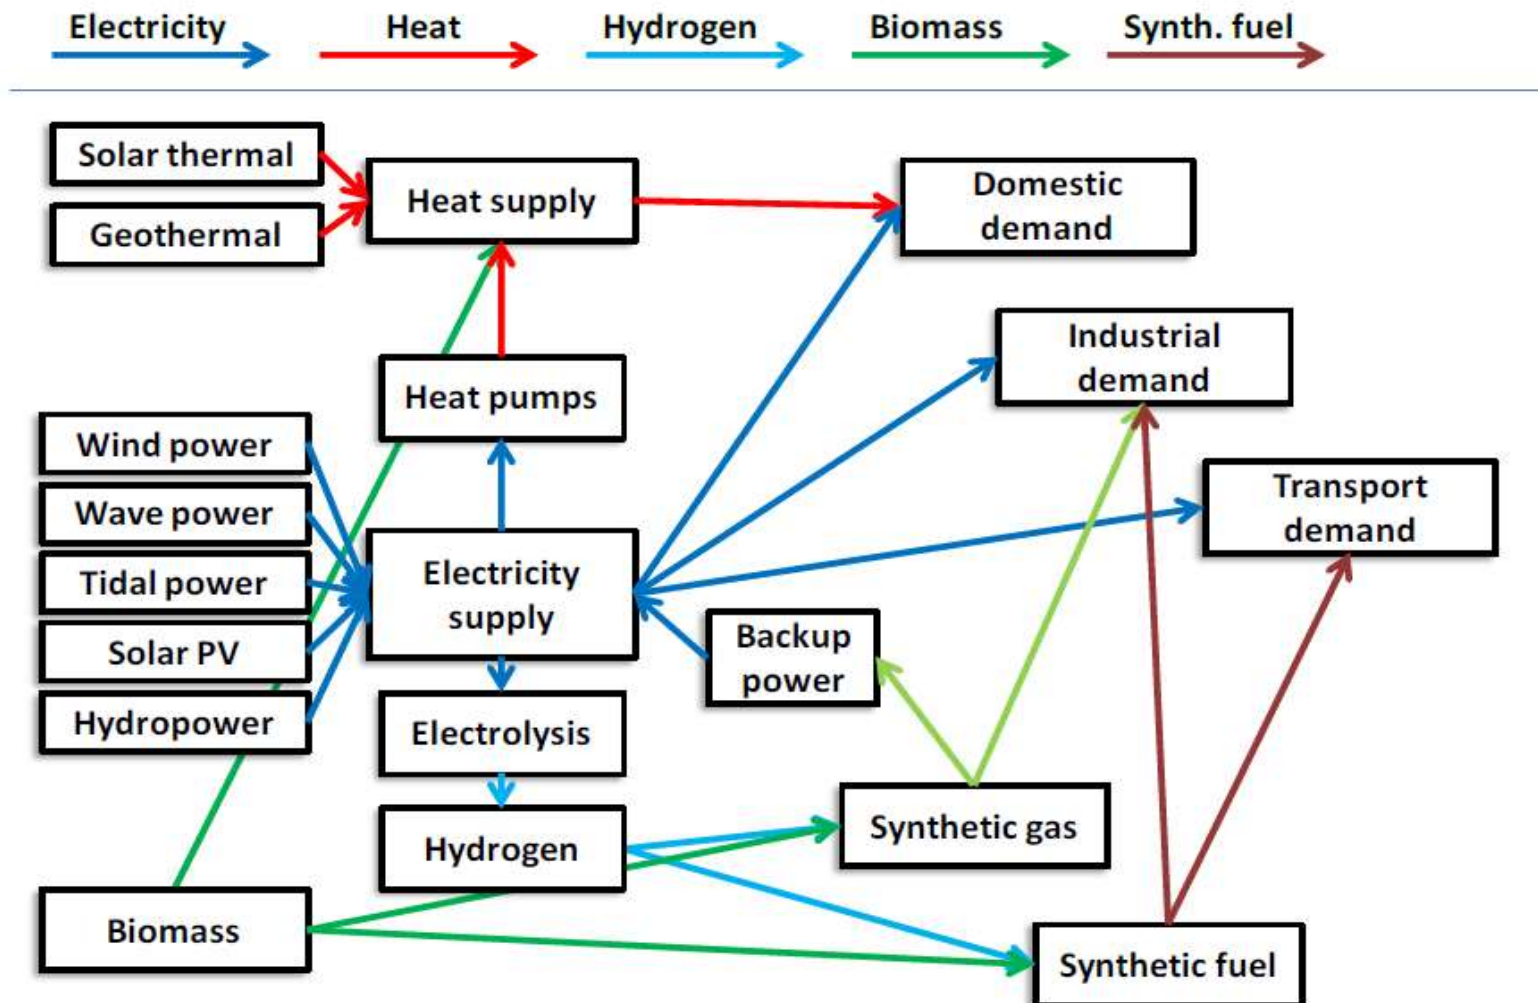 Electricity Heat Hydrogen Biomass Synth. fuel
Solar thermal
Geothermal
Heat supply
Domestic
demand
Industrial
demand
Heat pumps
Wind power
Wave power
Tidal power
Solar PV
Hydropower
Electricity
supply
Transport
demand
Backup
power
Electrolysis
Hydrogen
Synthetic gas
Biomass
Synthetic fuel